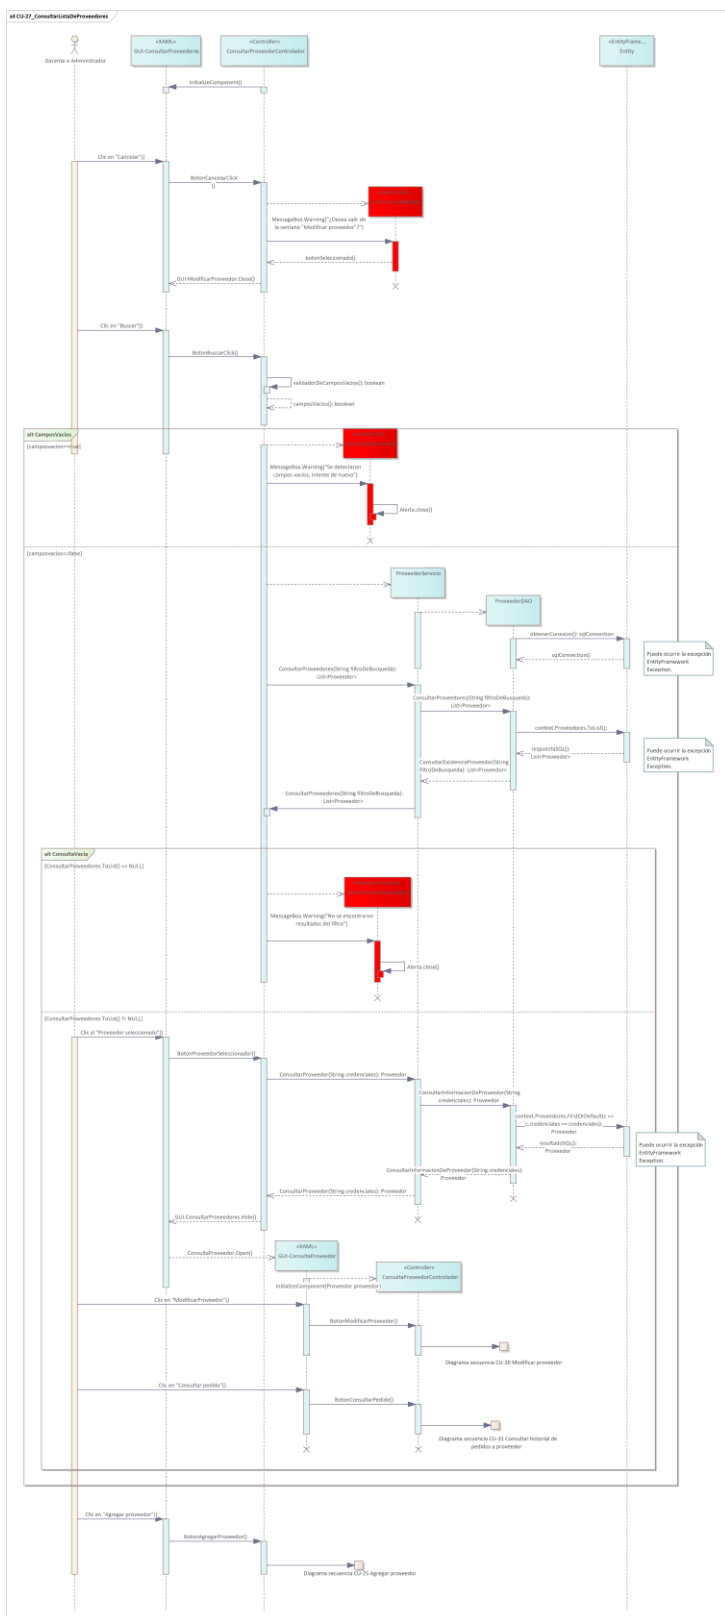 sd CU-27_ConsultarListaDeProveedores
Gerente o Administrador
«XAML»
GUI-ConsultarProveedores
«Controller»
ConsultarProveedorControlador
«EntityFrame...
Entity
InitializeComponent()
Clic en "Cancelar"()
BotonCancelarClick
()
MessageBox.Warning("¿Desea salir de
la ventana "Modificar proveedor"?")
botonSeleccionado()
GUI-ModificarProveedor.Close()
Clic en "Buscar"()
BotonBuscarClick()
validadorDeCamposVacios(): boolean
camposVacios(): boolean
alt CamposVacios
[camposvacios==true]
MessageBox.Warning("Se detectaron
campos vacíos, intente de nuevo")
Alerta.close()
[camposvacios==false]
ProveedorServicio
ProveedorDAO
obtenerConexion(): sqlConnection
sqlConnection()
Puede ocurrir la excepción
EntityFramework
Exception.
ConsultarProveedores(String filtroDeBusqueda):
List<Proveedor>
ConsultarProveedores(String filtroDeBusqueda):
List<Proveedor>
context.Proveedores.ToList();
respuestaSQL():
List<Proveedor>
Puede ocurrir la excepción
EntityFramework
Exception.
ConsultarExistenciaProveedor(String
filtroDeBusqueda): List<Proveedor>
ConsultarProveedores(String filtroDeBusqueda):
List<Proveedor>
alt ConsultaVacia
[ConsultarProveedores.ToList() == NULL]
MessageBox.Warning("No se encontraron
resultados del filtro")
Alerta.close()
[ConsultarProveedores.ToList() != NULL]
Clic al "Proveedor seleccionado"()
BotonProveedorSeleccionador()
ConsultarProveedor(String credenciales): Proveedor
ConsultarInformacionDeProveedor(String
credenciales): Proveedor
context.Proveedores.FirstOrDefault(c =>
c.credenciales == credenciales):
Proveedor
resultadoSQL():
Proveedor
Puede ocurrir la excepción
EntityFramework
Exception.
ConsultarInformacionDeProveedor(String credenciales):
Proveedor
ConsultarProveedor(String credenciales): Proveedor
GUI.ConsultarProveedores.Hide()
ConsultaProveedor.Open()
«XAML»
GUI-ConsultaProveedor
«Controller»
ConsultaProveedorControlador
InitializeComponent(Proveedor proveedor)
Clic en "ModificarProveedor"()
BotonModificarProveedor()
Diagrama secuencia CU-26 Modificar proveedor
Clic en "Consultar pedido"()
BotonConsultarPedido()
Diagrama secuencia CU-31 Consultar historial de
pedidos a proveedor
Clic en "Agregar proveedor"()
BotonAgregarProveedor()
Diagrama secuencia CU-25 Agregar proveedor